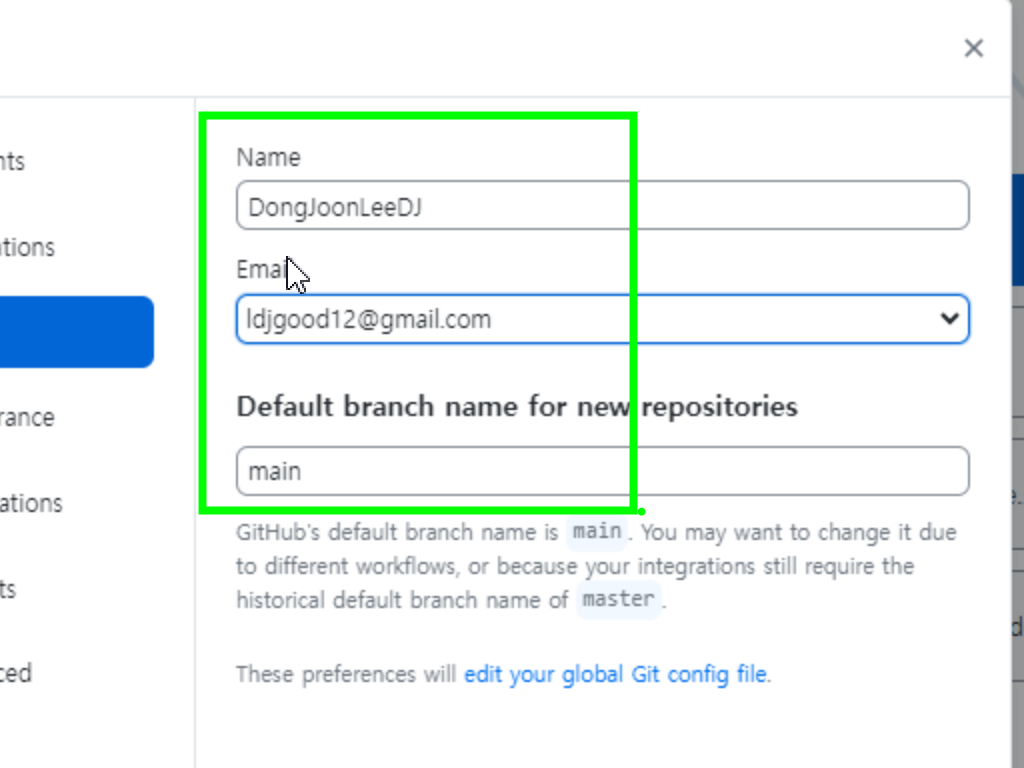 nts
Name
DongJoonLeeDJ
ations
Email
ldjgood12@gmail.com
rance
Default branch name for new repositories
main
ations
GitHub's default branch name is main. You may want to change it due
to different workflows, or because your integrations still require the
historical default branch name of master.
ts
ced
These preferences will edit your global Git config file.